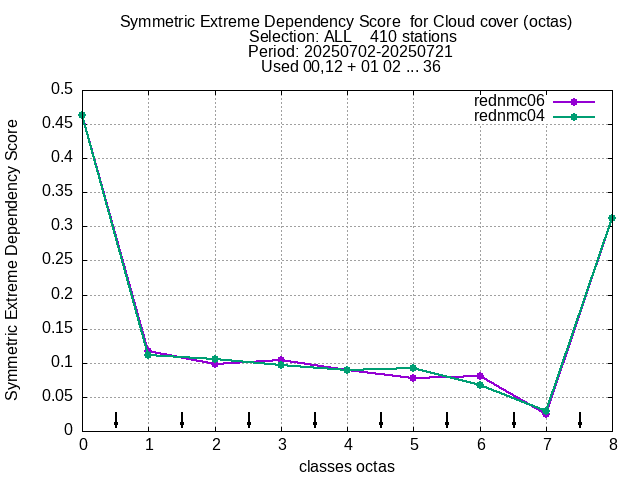 Symmetric Extreme Dependency Score  for Cloud cover (octas)
Selection: ALL    410 stations
Period: 20250702-20250721
Used 00,12 + 01 02 ... 36
rednmc06
rednmc04
Symmetric Extreme Dependency Score
0.5
0.45
0.4
0.35
0.3
0.25
0.2
0.15
0.1
0.05
0
0 1 2 3 4 5 6 7 8
classes octas